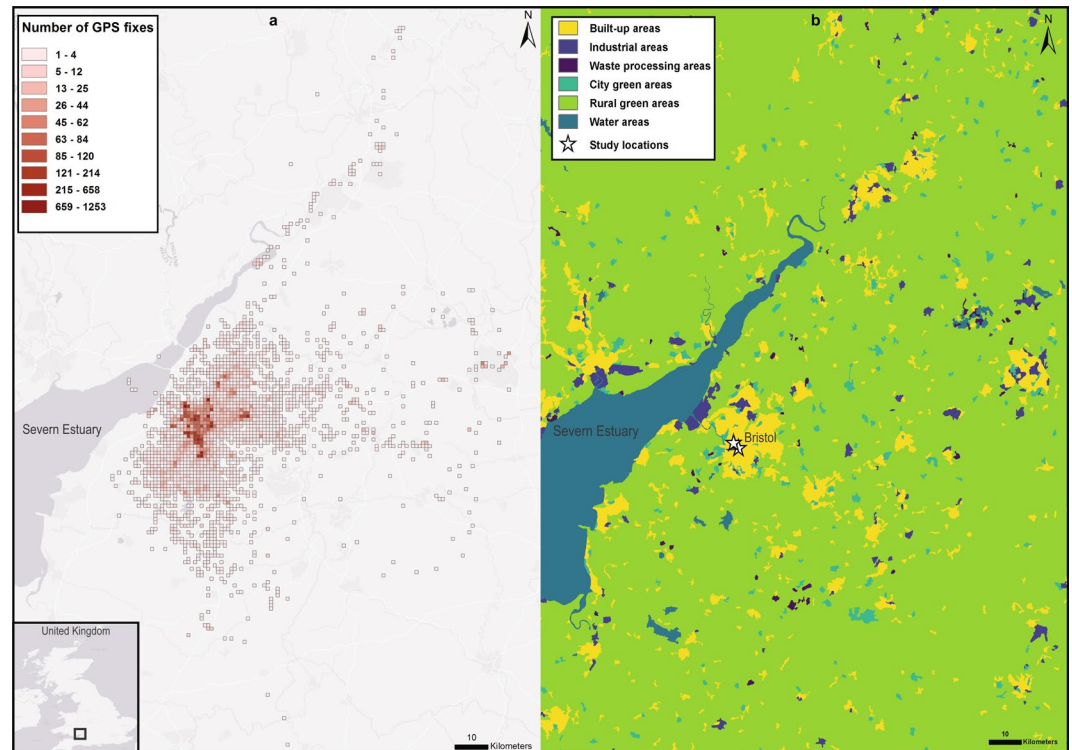 a
N
Number of GPS fixes
1 - 4
5 - 12
13 - 25
26 - 44
45 - 62
63 - 84
85 - 120
121 - 214
215 - 658
659 - 1253
Severn Estuary
United Kingdom
10
Kilometers
b
N
Built-up areas
Industrial areas
Waste processing areas
City green areas
Rural green areas
Water areas
Study locations
Severn Estuary
Bristol
10
Kilometers